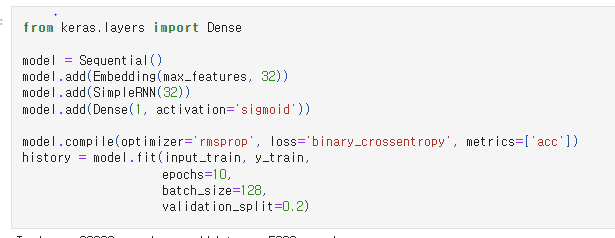 from keras.layers import Dense
model = Sequential()
model.add(Embedding(max_features, 32))
model.add(SimpleRNN(32))
model.add(Dense(1, activation='sigmoid'))
model.compile(optimizer='rmsprop', loss='binary_crossentropy', metrics=['acc'])
history = model.fit(input_train, y_train,
epochs=10,
batch_size=128,
validation_split=0.2)